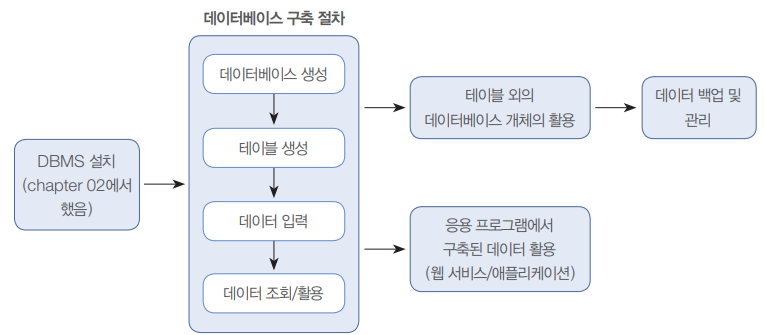 데이터베이스 구축 절차
DBMS 설치
(chapter 02에서
했음)
데이터베이스 생성
테이블 생성
데이터 입력
데이터 조회/활용
테이블 외의
데이터베이스 개체의 활용
데이터 백업 및
관리
응용 프로그램에서
구축된 데이터 활용
(웹 서비스/애플리케이션)